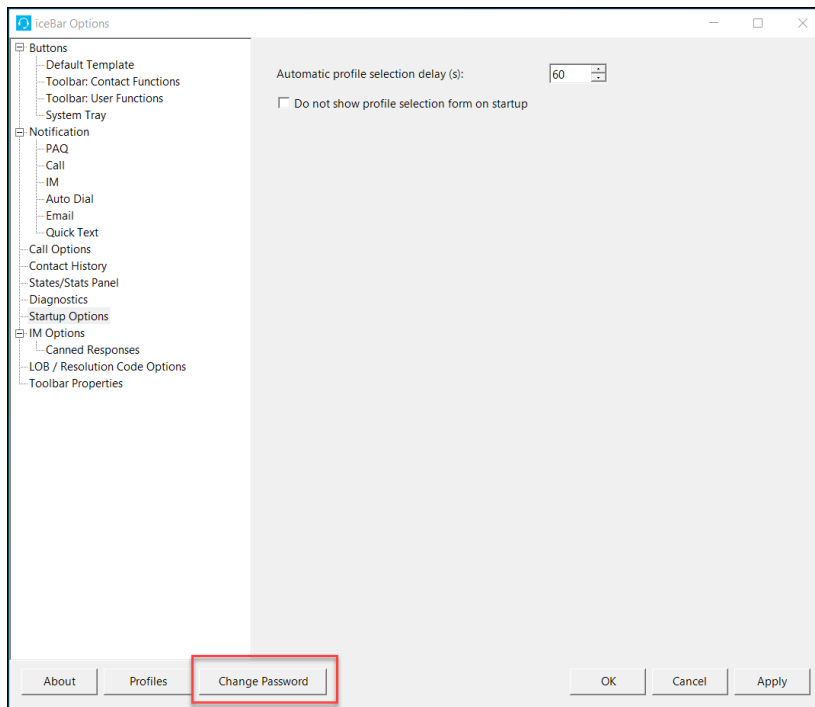 iceBar Options
Buttons
Default Template
Toolbar: Contact Functions
Toolbar: User Functions
System Tray
Notification
PAQ
Call
IM
Auto Dial
Email
Quick Text
Call Options
Contact History
States/Stats Panel
Diagnostics
Startup Options
IM Options
Canned Responses
LOB / Resolution Code Options
Toolbar Properties
Automatic profile selection delay (s): 60
Do not show profile selection form on startup
About Profiles Change Password OK Cancel Apply